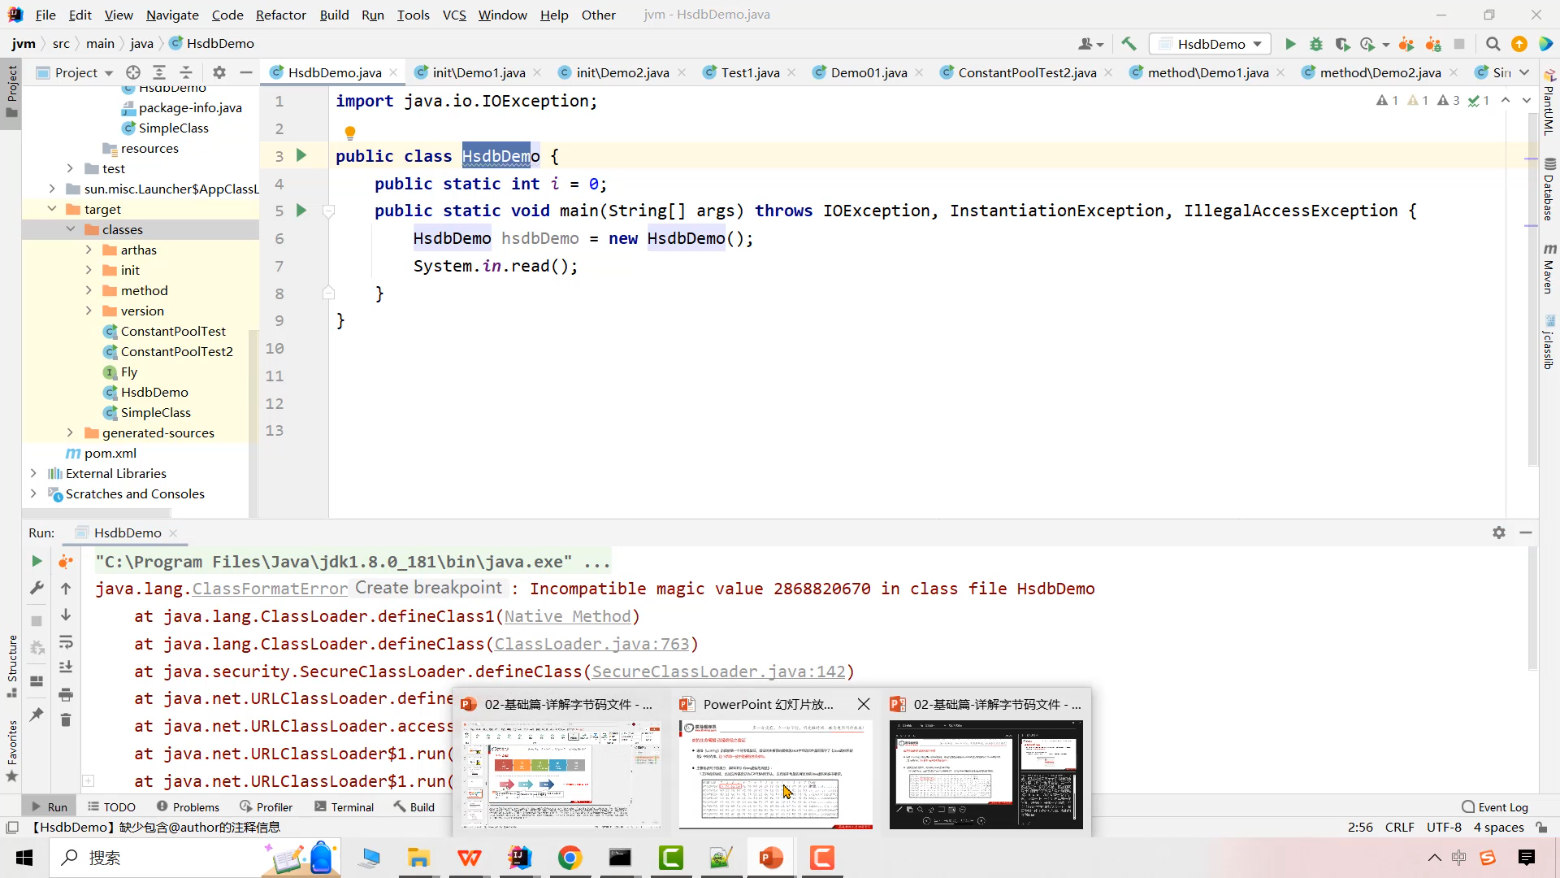 File Edit View Navigate Code Refactor Build Run Tools VCS Window Help Other jvm - HsdbDemo.java
jvm src main java HsdbDemo HsdbDemo
Project HsdbDemo.java init\Demo1.java init\Demo2.java Test1.java Demo01.java ConstantPoolTest2.java method\Demo1.java method\Demo2.java Sin
Project
HsdbDemo
package-info.java
SimpleClass
resources
test
sun.misc.Launcher$AppClassL
target
classes
arthas
init
method
version
ConstantPoolTest
ConstantPoolTest2
Fly
HsdbDemo
SimpleClass
generated-sources
pom.xml
External Libraries
Scratches and Consoles
1 import java.io.IOException;
1 1 3 1
2
3 public class HsdbDemo {
4 public static int i = 0;
5 public static void main(String[] args) throws IOException, InstantiationException, IllegalAccessException {
6 HsdbDemo hsdbDemo = new HsdbDemo();
7 System.in.read();
8 }
9 }
10
11
12
13
PlantUML
Database
Maven
jclasslib
Run: HsdbDemo
"C:\Program Files\Java\jdk1.8.0_181\bin\java.exe" ...
java.lang.ClassFormatError Create breakpoint : Incompatible magic value 2868820670 in class file HsdbDemo
at java.lang.ClassLoader.defineClass1(Native Method)
at java.lang.ClassLoader.defineClass(ClassLoader.java:763)
at java.security.SecureClassLoader.defineClass(SecureClassLoader.java:142)
at java.net.URLClassLoader.define
at java.net.URLClassLoader.access
at java.net.URLClassLoader$1.run(
at java.net.URLClassLoader$1.run(
Structure
Favorites
02-基础篇-详解字节码文件 - ...
PowerPoint 幻灯片放...
02-基础篇-详解字节码文件 - ...
Run TODO Problems Profiler Terminal Build Event Log
【HsdbDemo】缺少包含@author的注释信息 2:56 CRLF UTF-8 4 spaces
搜索 中